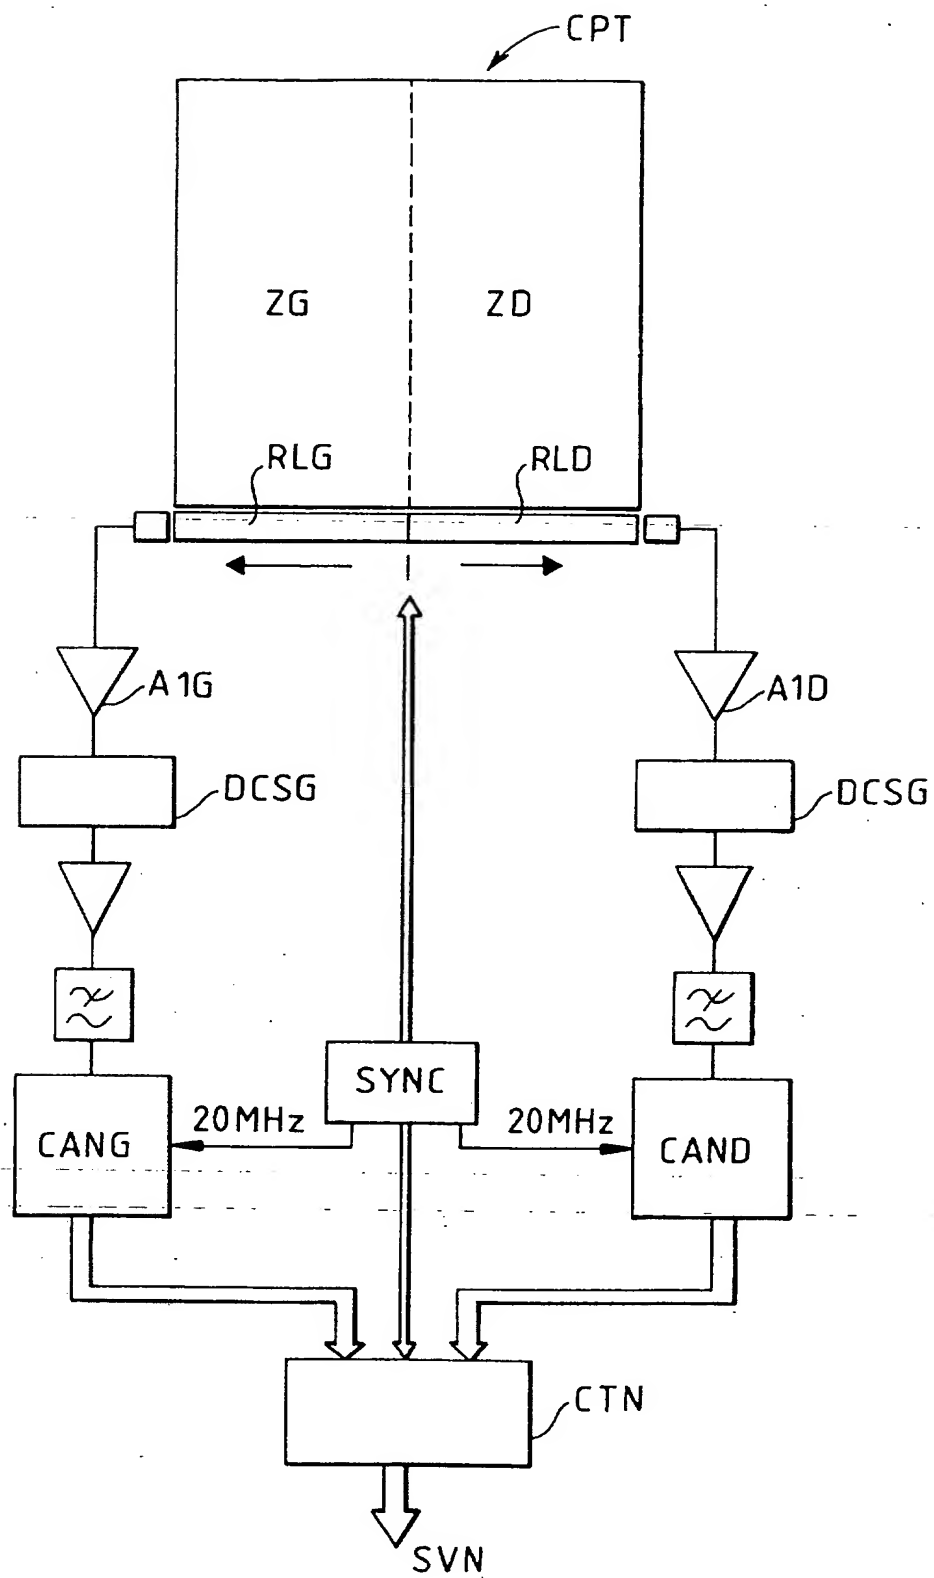 CPT
ZG
ZD
RLG
RLD
A1G
A1D
DCSG
DCSG
SYNC
20MHz
20MHz
CANG
CAND
CTN
SVN